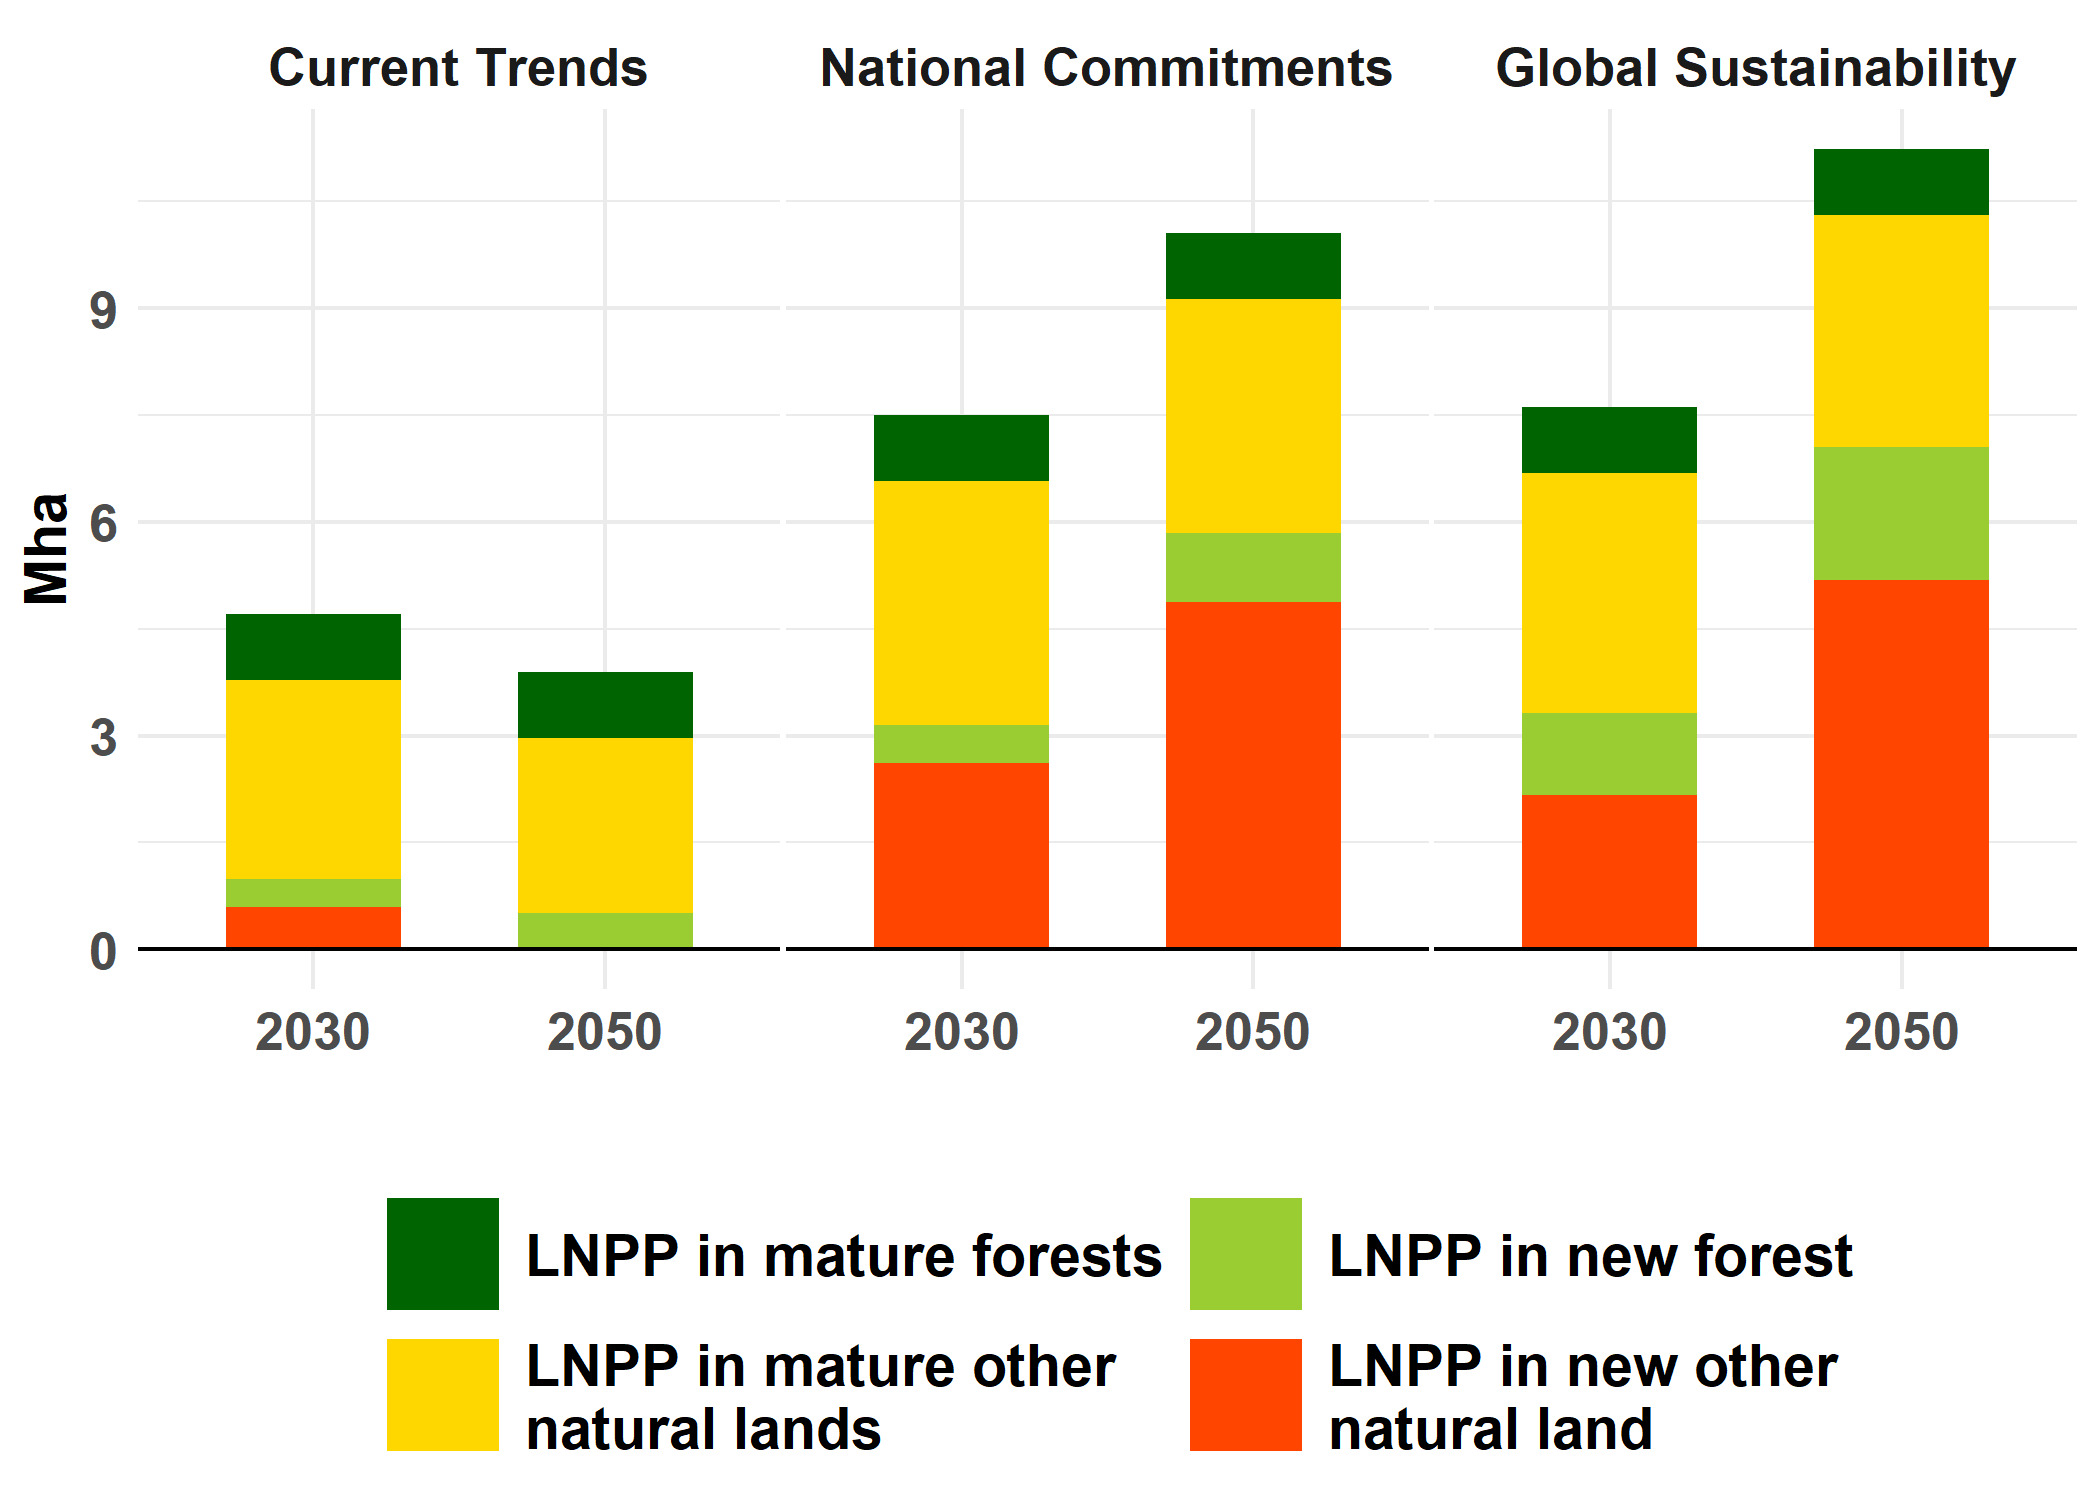 Current Trends
National Commitments
Global Sustainability
Mha
9
6
3
0
2030
2050
2030
2050
2030
2050
LNPP in mature forests
LNPP in new forest
LNPP in mature other
natural lands
LNPP in new other
natural land